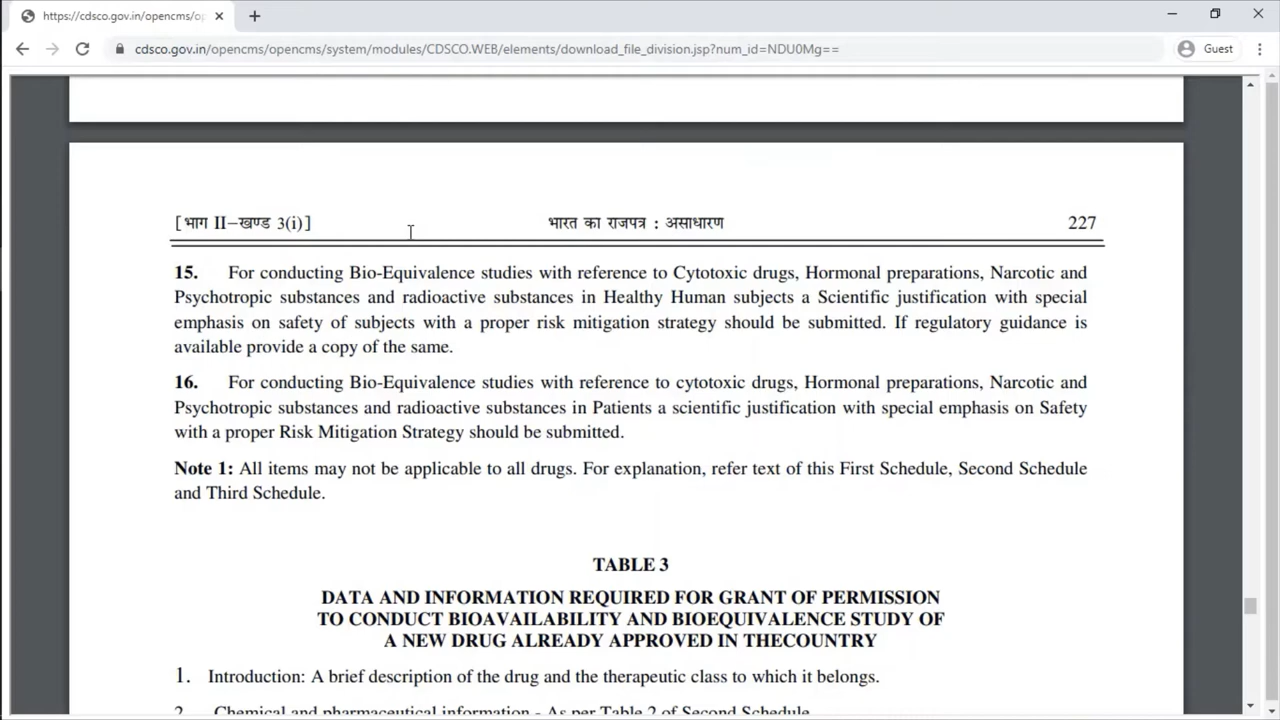 https://cdsco.gov.in/opencms/op
cdsco.gov.in/opencms/opencms/system/modules/CDSCO.WEB/elements/download_file_division.jsp?num_id=NDU0Mg==
Guest
[भाग II—खण्ड 3(i)] भारत का राजपत्र : असाधारण 227
15. For conducting Bio-Equivalence studies with reference to Cytotoxic drugs, Hormonal preparations, Narcotic and
Psychotropic substances and radioactive substances in Healthy Human subjects a Scientific justification with special
emphasis on safety of subjects with a proper risk mitigation strategy should be submitted. If regulatory guidance is
available provide a copy of the same.
16. For conducting Bio-Equivalence studies with reference to cytotoxic drugs, Hormonal preparations, Narcotic and
Psychotropic substances and radioactive substances in Patients a scientific justification with special emphasis on Safety
with a proper Risk Mitigation Strategy should be submitted.
Note 1: All items may not be applicable to all drugs. For explanation, refer text of this First Schedule, Second Schedule
and Third Schedule.
TABLE 3
DATA AND INFORMATION REQUIRED FOR GRANT OF PERMISSION
TO CONDUCT BIOAVAILABILITY AND BIOEQUIVALENCE STUDY OF
A NEW DRUG ALREADY APPROVED IN THECOUNTRY
1. Introduction: A brief description of the drug and the therapeutic class to which it belongs.
2. Chemical and pharmaceutical information - As per Table 2 of Second Schedule